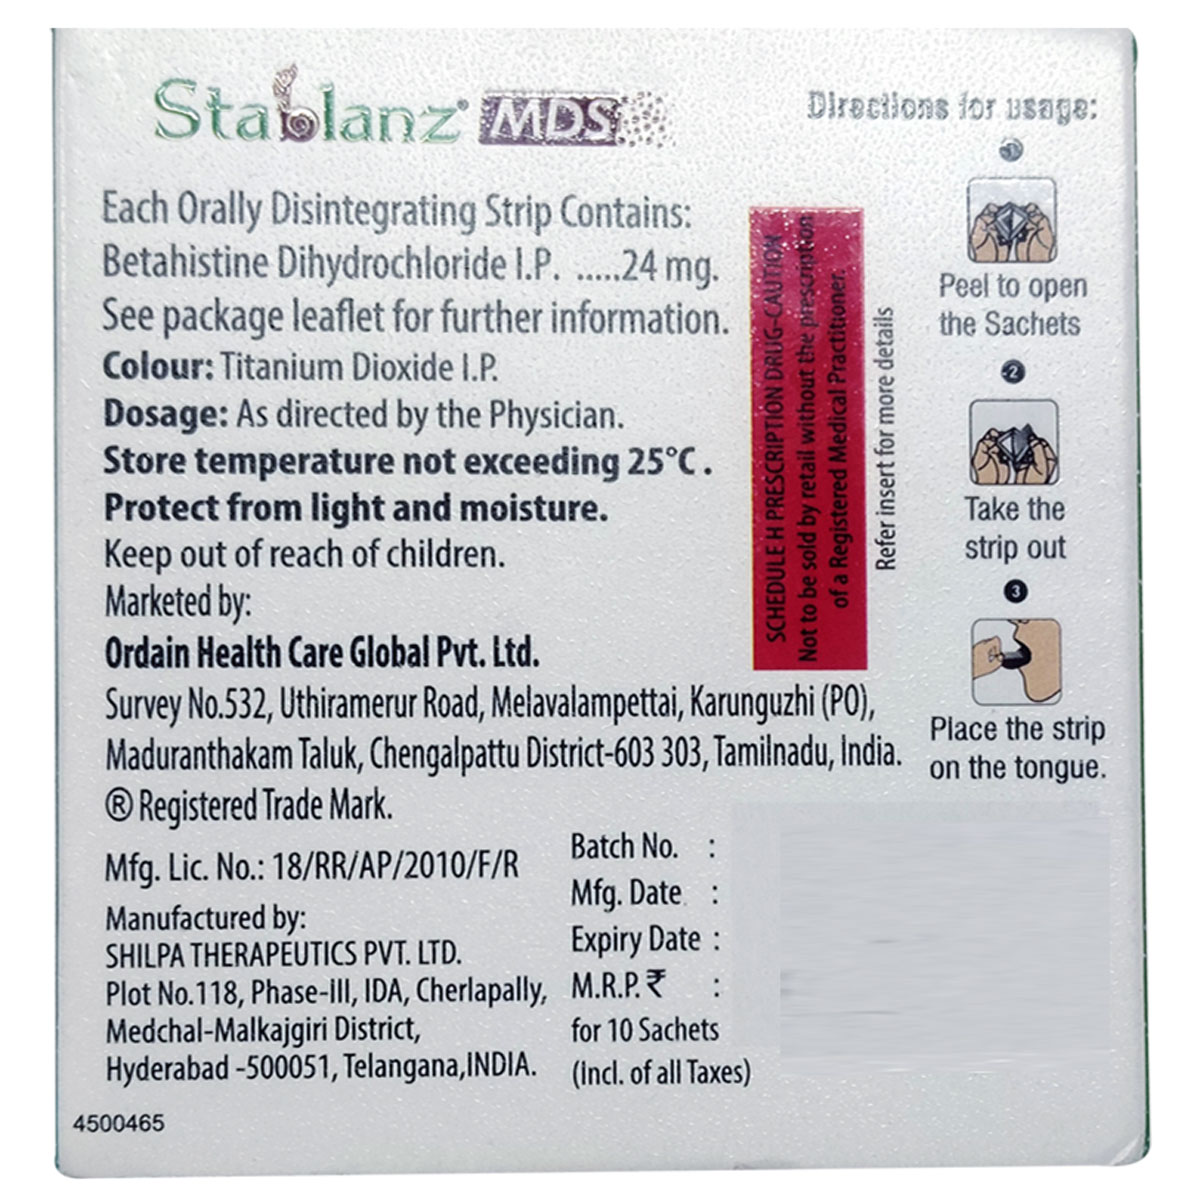 Stablanz® MDS
Each Orally Disintegrating Strip Contains:
Betahistine Dihydrochloride I.P. .....24 mg.
See package leaflet for further information.
Colour: Titanium Dioxide I.P.
Dosage: As directed by the Physician.
Store temperature not exceeding 25°C.
Protect from light and moisture.
Keep out of reach of children.
Marketed by:
Ordain Health Care Global Pvt. Ltd.
Survey No.532, Uthiramerur Road, Melavalampettai, Karunguzhi (PO),
Maduranthakam Taluk, Chengalpattu District-603 303, Tamilnadu, India.
® Registered Trade Mark.
Mfg. Lic. No.: 18/RR/AP/2010/F/R
Manufactured by:
SHILPA THERAPEUTICS PVT. LTD.
Plot No.118, Phase-III, IDA, Cherlapally,
Medchal-Malkajgiri District,
Hyderabad -500051, Telangana,INDIA.
4500465
Batch No. :
Mfg. Date :
Expiry Date :
M.R.P.₹ :
for 10 Sachets
(Incl. of all Taxes)
SCHEDULE H PRESCRIPTION DRUG-CAUTION
Not to be sold by retail without the prescription
of a Registered Medical Practitioner.
Refer insert for more details
Directions for usage:
1
Peel to open
the Sachets
2
Take the
strip out
3
Place the strip
on the tongue.